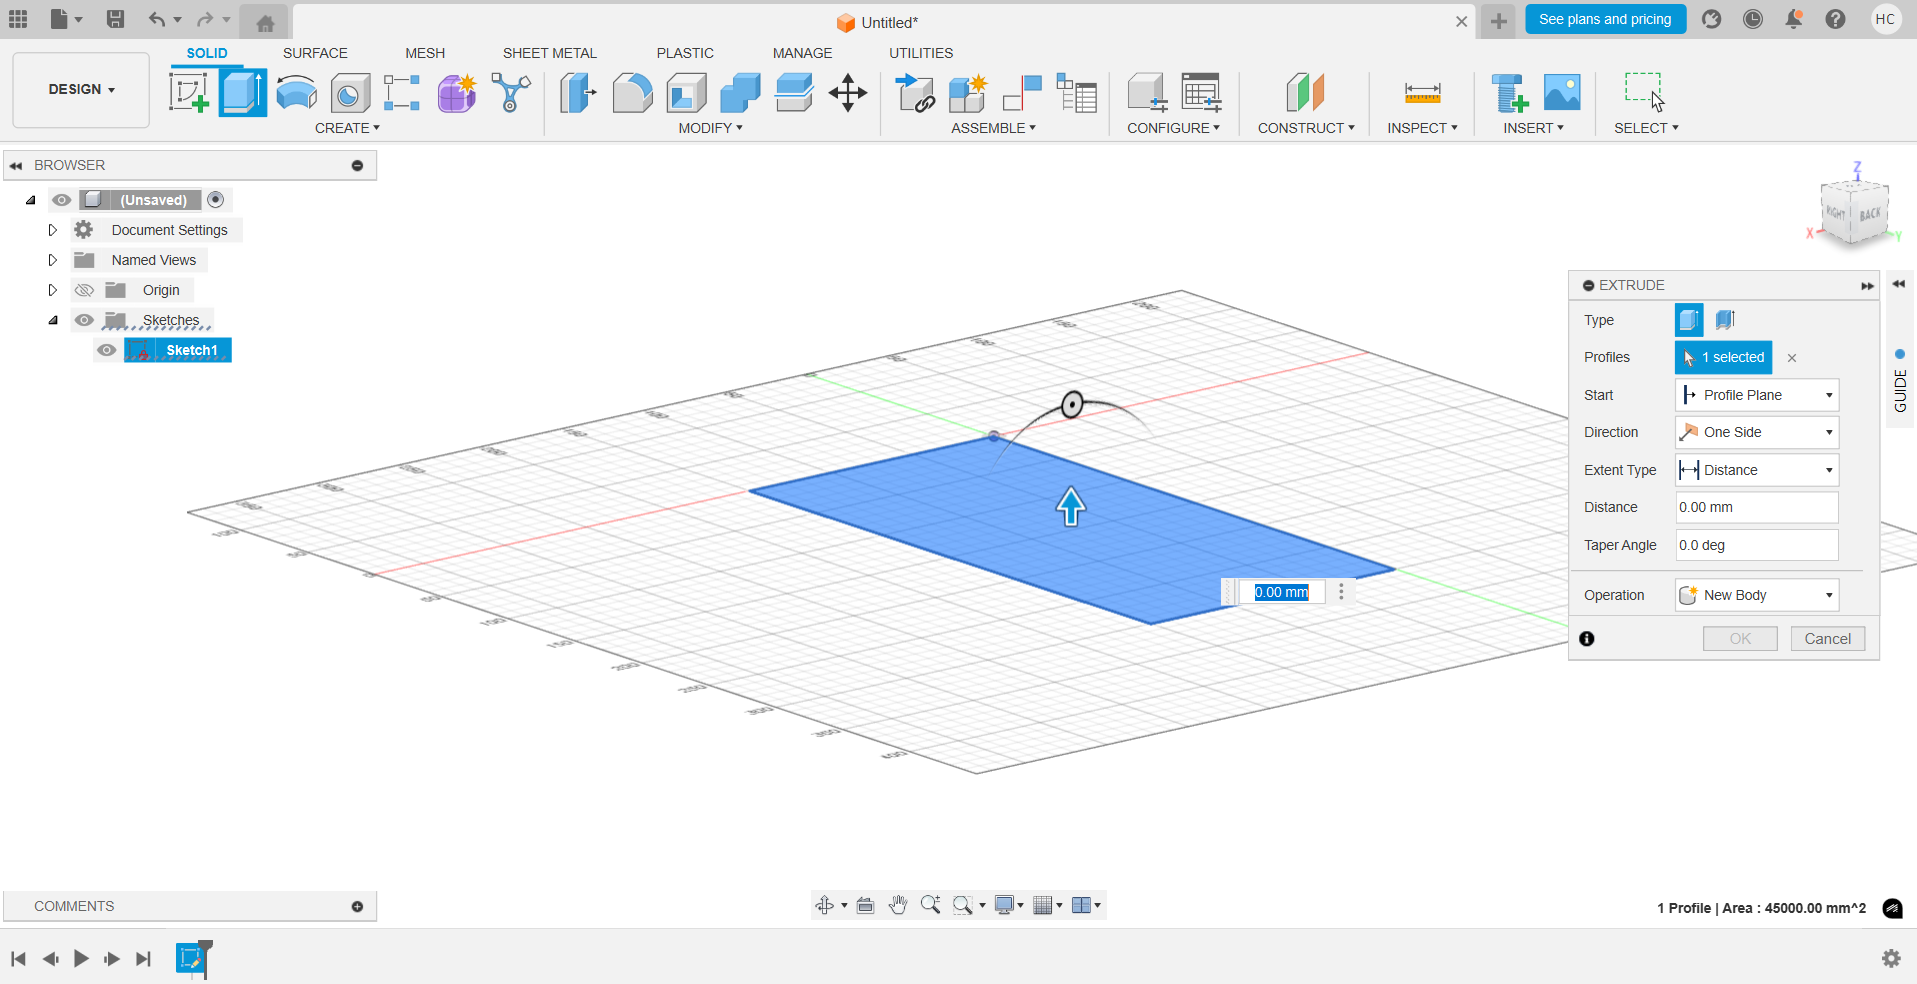 Untitled*
See plans and pricing
HC
DESIGN
SOLID
SURFACE
MESH
SHEET METAL
PLASTIC
MANAGE
UTILITIES
CREATE
MODIFY
ASSEMBLE
CONFIGURE
CONSTRUCT
INSPECT
INSERT
SELECT
BROWSER
(Unsaved)
Document Settings
Named Views
Origin
Sketches
Sketch1
Z
RIGHT
BACK
X
Y
EXTRUDE
Type
Profiles
1 selected
Start
Profile Plane
Direction
One Side
Extent Type
Distance
Distance
0.00 mm
Taper Angle
0.0 deg
Operation
New Body
OK
Cancel
GUIDE
0.00 mm
COMMENTS
1 Profile | Area : 45000.00 mm^2